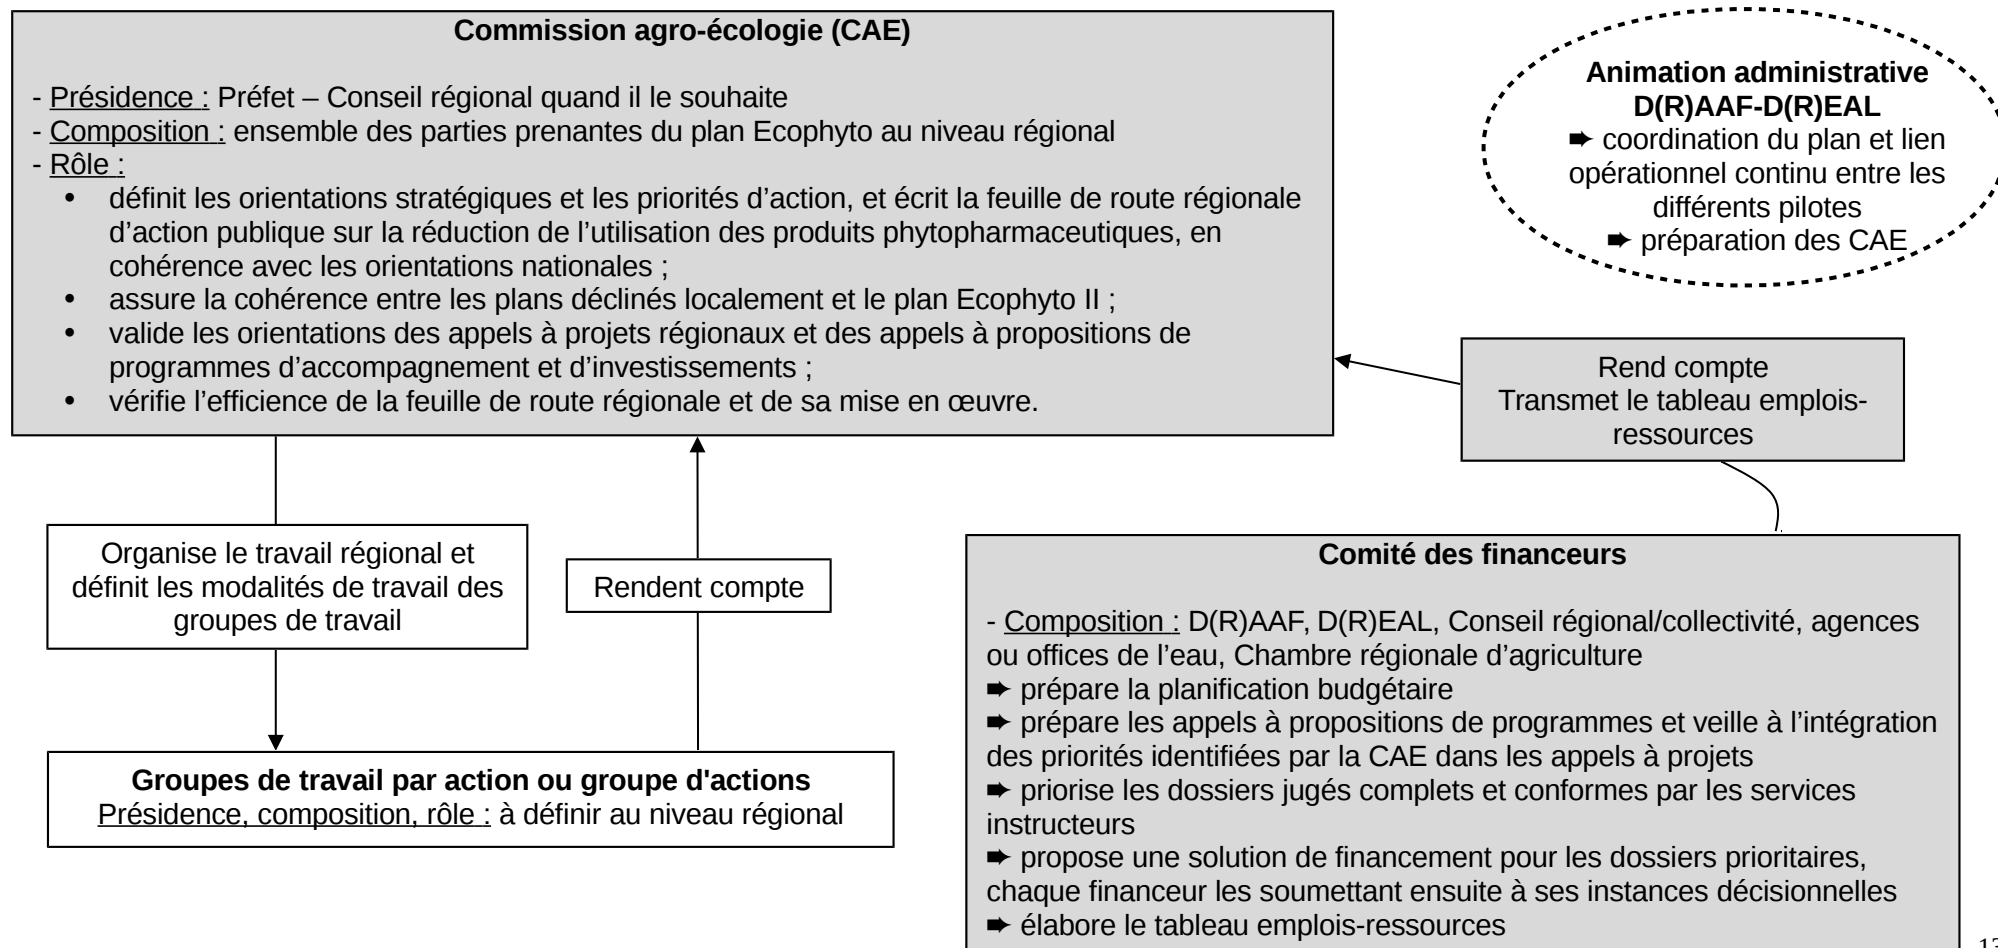 Commission agro-écologie (CAE)
- Présidence : Préfet – Conseil régional quand il le souhaite
- Composition : ensemble des parties prenantes du plan Ecophyto au niveau régional
- Rôle :
• définit les orientations stratégiques et les priorités d’action, et écrit la feuille de route régionale
d’action publique sur la réduction de l’utilisation des produits phytopharmaceutiques, en
cohérence avec les orientations nationales ;
• assure la cohérence entre les plans déclinés localement et le plan Ecophyto II ;
• valide les orientations des appels à projets régionaux et des appels à propositions de
programmes d’accompagnement et d’investissements ;
• vérifie l’efficience de la feuille de route régionale et de sa mise en œuvre.
Animation administrative
D(R)AAF-D(R)EAL
➨ coordination du plan et lien
opérationnel continu entre les
différents pilotes
➨ préparation des CAE
Rend compte
Transmet le tableau emplois-
ressources
Organise le travail régional et
définit les modalités de travail des
groupes de travail
Rendent compte
Groupes de travail par action ou groupe d'actions
Présidence, composition, rôle : à définir au niveau régional
Comité des financeurs
- Composition : D(R)AAF, D(R)EAL, Conseil régional/collectivité, agences
ou offices de l’eau, Chambre régionale d’agriculture
➨ prépare la planification budgétaire
➨ prépare les appels à propositions de programmes et veille à l’intégration
des priorités identifiées par la CAE dans les appels à projets
➨ priorise les dossiers jugés complets et conformes par les services
instructeurs
➨ propose une solution de financement pour les dossiers prioritaires,
chaque financeur les soumettant ensuite à ses instances décisionnelles
➨ élabore le tableau emplois-ressources